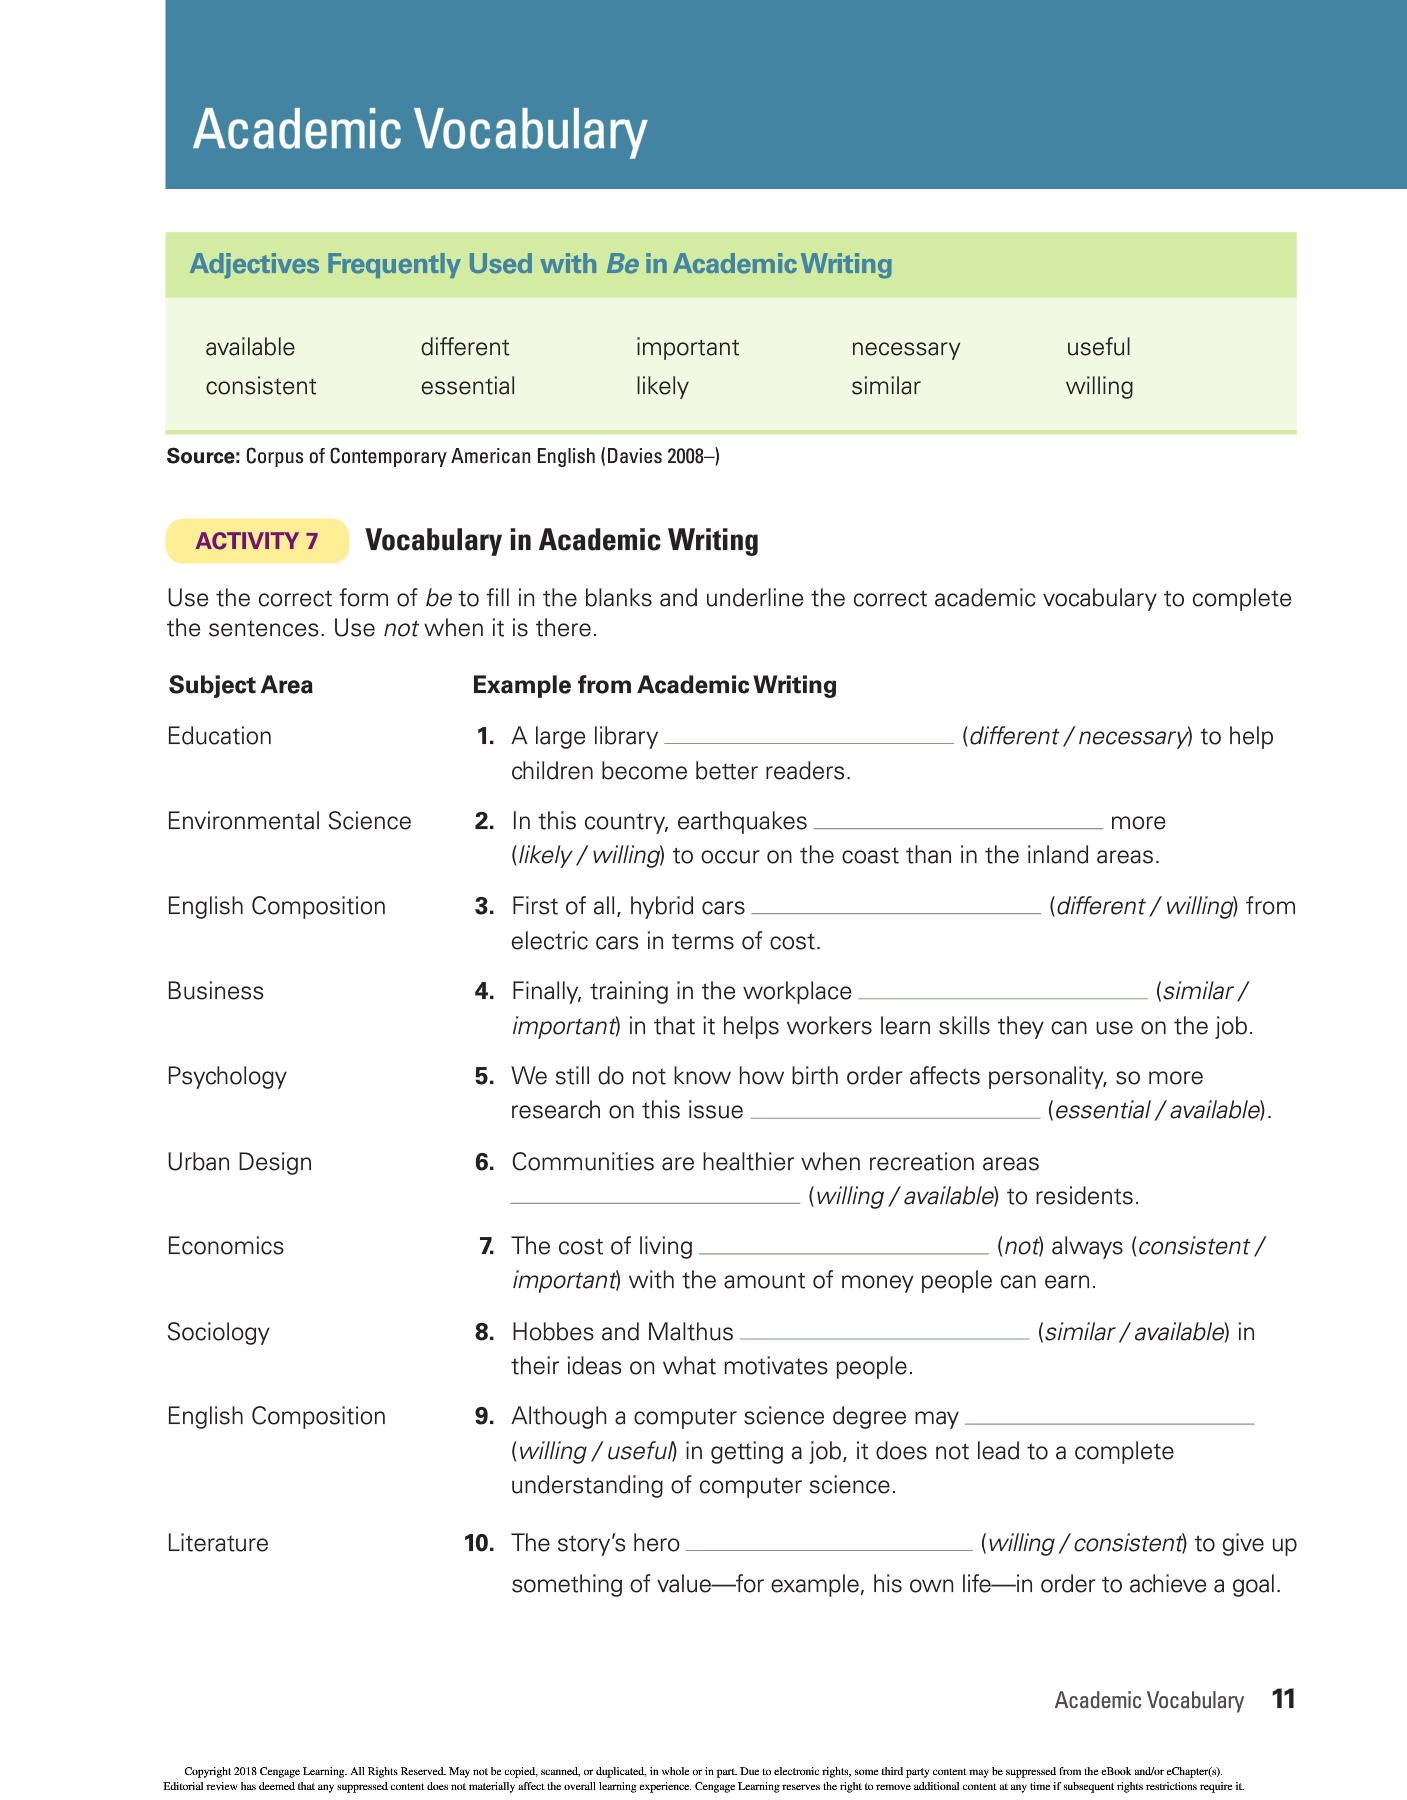 Academic Vocabulary
Adjectives Frequently Used with Be in Academic Writing
available different important necessary useful
consistent essential likely similar willing
Source: Corpus of Contemporary American English (Davies 2008–)
ACTIVITY 7 Vocabulary in Academic Writing
Use the correct form of be to fill in the blanks and underline the correct academic vocabulary to complete
the sentences. Use not when it is there.
Subject Area Example from Academic Writing
Education 1. A large library ______ (different / necessary) to help
children become better readers.
Environmental Science 2. In this country, earthquakes ______ more
(likely / willing) to occur on the coast than in the inland areas.
English Composition 3. First of all, hybrid cars ______ (different / willing) from
electric cars in terms of cost.
Business 4. Finally, training in the workplace ______ (similar /
important) in that it helps workers learn skills they can use on the job.
Psychology 5. We still do not know how birth order affects personality, so more
research on this issue ______ (essential / available).
Urban Design 6. Communities are healthier when recreation areas
______ (willing / available) to residents.
Economics 7. The cost of living ______ (not) always (consistent /
important) with the amount of money people can earn.
Sociology 8. Hobbes and Malthus ______ (similar / available) in
their ideas on what motivates people.
English Composition 9. Although a computer science degree may ______
(willing / useful) in getting a job, it does not lead to a complete
understanding of computer science.
Literature 10. The story's hero ______ (willing / consistent) to give up
something of value—for example, his own life—in order to achieve a goal.
Academic Vocabulary 11
Copyright 2018 Cengage Learning. All Rights Reserved. May not be copied, scanned, or duplicated, in whole or in part. Due to electronic rights, some third party content may be suppressed from the eBook and/or eChapter(s).
Editorial review has deemed that any suppressed content does not materially affect the overall learning experience. Cengage Learning reserves the right to remove additional content at any time if subsequent rights restrictions require it.